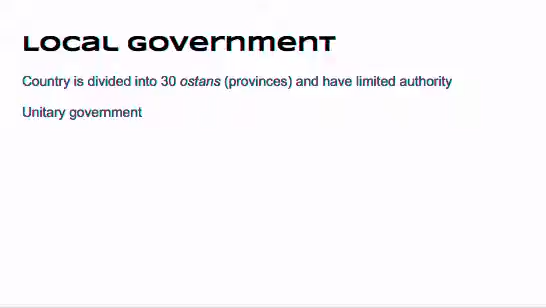 Local Government
Country is divided into 30 ostans (provinces) and have limited authority
Unitary government